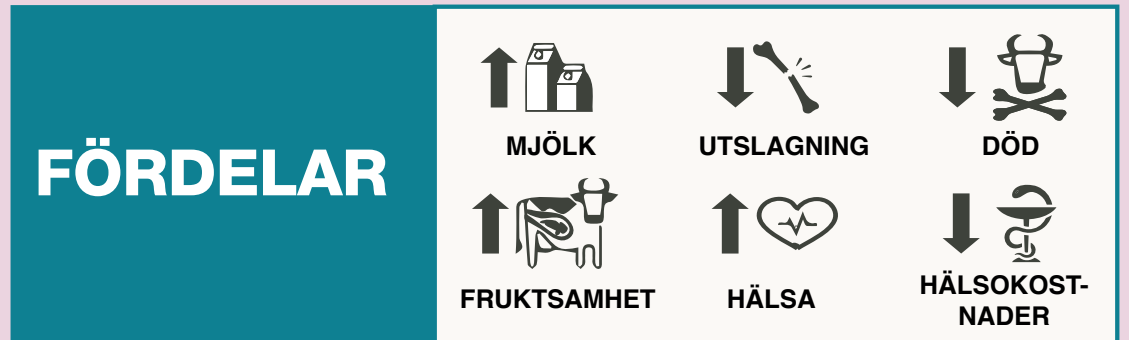 FÖRDELAR
MJÖLK
UTSLAGNING
DÖD
FRUKTSAMHET
HÄLSA
HÄLSOKOST-
NADER